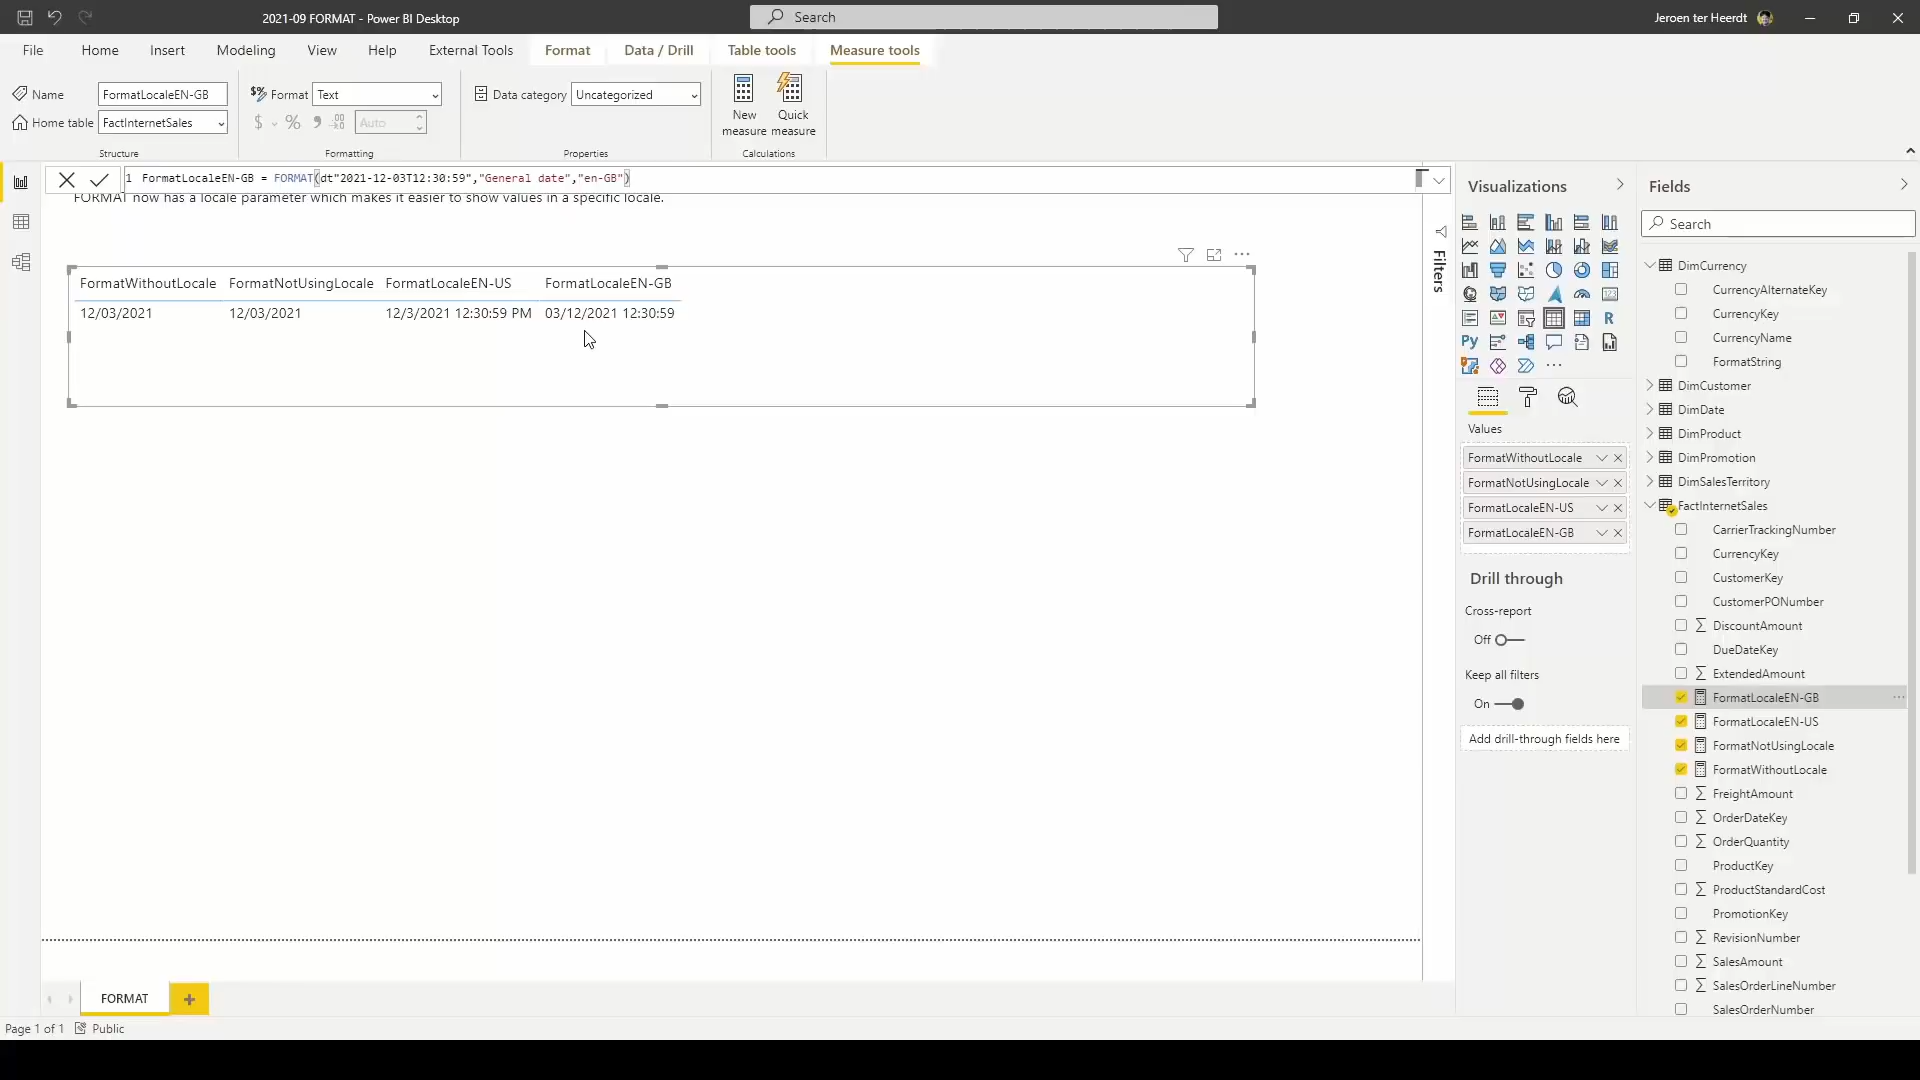 2021-09 FORMAT - Power BI Desktop
Search
Jeroen ter Heerdt
File Home Insert Modeling View Help External Tools Format Data / Drill Table tools Measure tools
Name FormatLocaleEN-GB
Home table FactInternetSales
Structure
Format Text
$ % 9 .00 Auto
Formatting
Data category Uncategorized
Properties
New measure
Quick measure
Calculations
1 FormatLocaleEN-GB = FORMAT(dt"2021-12-03T12:30:59","General date","en-GB")
FORMAT now has a locale parameter which makes it easier to show values in a specific locale.
FormatWithoutLocale FormatNotUsingLocale FormatLocaleEN-US FormatLocaleEN-GB
12/03/2021 12/03/2021 12/3/2021 12:30:59 PM 03/12/2021 12:30:59
Filters
Visualizations
R
Py
Values
FormatWithoutLocale
FormatNotUsingLocale
FormatLocaleEN-US
FormatLocaleEN-GB
Drill through
Cross-report
Off
Keep all filters
On
Add drill-through fields here
Fields
Search
DimCurrency
CurrencyAlternateKey
CurrencyKey
CurrencyName
FormatString
DimCustomer
DimDate
DimProduct
DimPromotion
DimSalesTerritory
FactInternetSales
CarrierTrackingNumber
CurrencyKey
CustomerKey
CustomerPONumber
DiscountAmount
DueDateKey
ExtendedAmount
FormatLocaleEN-GB
FormatLocaleEN-US
FormatNotUsingLocale
FormatWithoutLocale
FreightAmount
OrderDateKey
OrderQuantity
ProductKey
ProductStandardCost
PromotionKey
RevisionNumber
SalesAmount
SalesOrderLineNumber
SalesOrderNumber
FORMAT
Page 1 of 1 Public